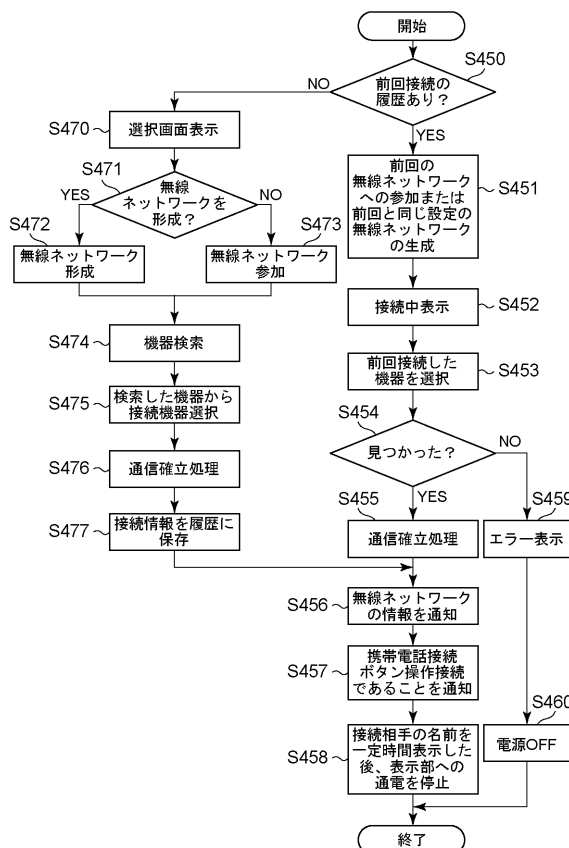 開始
S450
前回接続の
履歴あり?
NO
YES
S470
選択画面表示
S471
無線
ネットワークを
形成?
YES
NO
S472
無線ネットワーク
形成
S473
無線ネットワーク
参加
S474
機器検索
S475
検索した機器から
接続機器選択
S476
通信確立処理
S477
接続情報を履歴に
保存
S451
前回の
無線ネットワーク
への参加または
前回と同じ設定の
無線ネットワーク
の生成
S452
接続中表示
S453
前回接続した
機器を選択
S454
見つかった?
NO
YES
S455
通信確立処理
S459
エラー表示
S456
無線ネットワーク
の情報を通知
S457
携帯電話接続
ボタン操作接続
であることを通知
S458
接続相手の名前を
一定時間表示した
後、表示部への
通電を停止
S460
電源OFF
終了